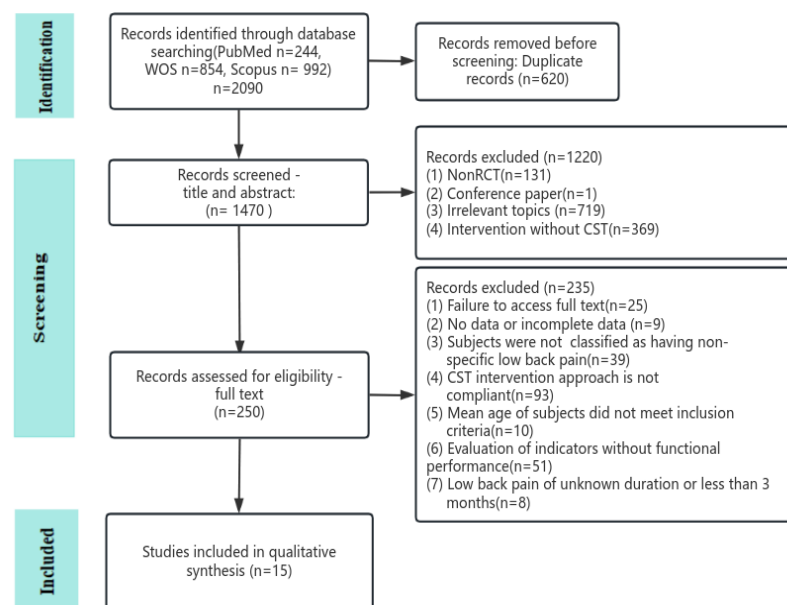 Identification
Records identified through database
searching(PubMed n=244,
WOS n=854, Scopus n= 992)
n=2090
Records removed before
screening: Duplicate
records (n=620)
Screening
Records screened -
title and abstract:
(n= 1470 )
Records excluded (n=1220)
(1) NonRCT(n=131)
(2) Conference paper(n=1)
(3) Irrelevant topics (n=719)
(4) Intervention without CST(n=369)
Records assessed for eligibility -
full text
(n=250)
Records excluded (n=235)
(1) Failure to access full text(n=25)
(2) No data or incomplete data (n=9)
(3) Subjects were not classified as having non-
specific low back pain(n=39)
(4) CST intervention approach is not
compliant(n=93)
(5) Mean age of subjects did not meet inclusion
criteria(n=10)
(6) Evaluation of indicators without functional
performance(n=51)
(7) Low back pain of unknown duration or less than 3
months(n=8)
Included
Studies included in qualitative
synthesis (n=15)